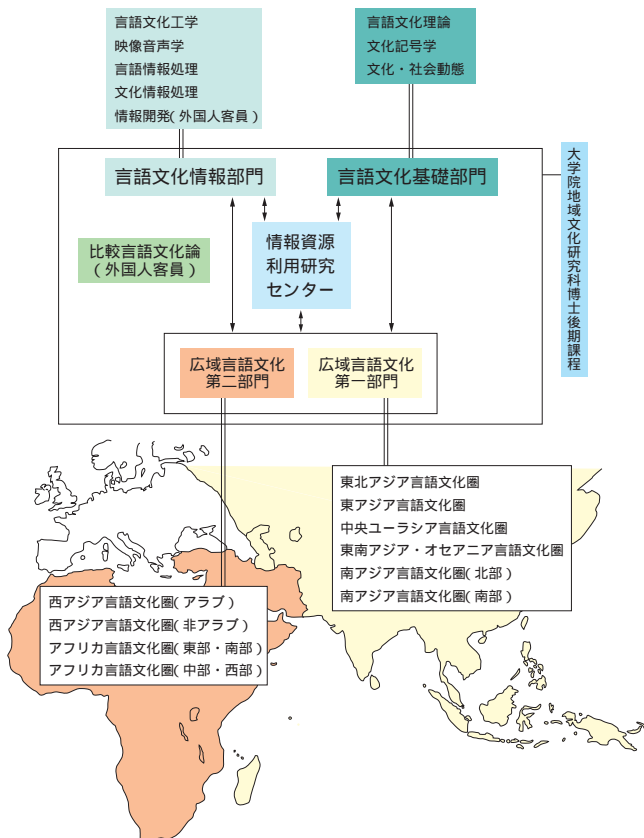 言語文化工学
映像音声学
言語情報処理
文化情報処理
情報開発(外国人客員)
言語文化理論
文化記号学
文化・社会動態
言語文化情報部門
言語文化基礎部門
大学院地域文化研究科博士後期課程
比較言語文化論
(外国人客員)
情報資源
利用研究
センター
広域言語文化
第二部門
広域言語文化
第一部門
東北アジア言語文化圏
東アジア言語文化圏
中央ユーラシア言語文化圏
東南アジア・オセアニア言語文化圏
南アジア言語文化圏(北部)
南アジア言語文化圏(南部)
西アジア言語文化圏(アラブ)
西アジア言語文化圏(非アラブ)
アフリカ言語文化圏(東部・南部)
アフリカ言語文化圏(中部・西部)